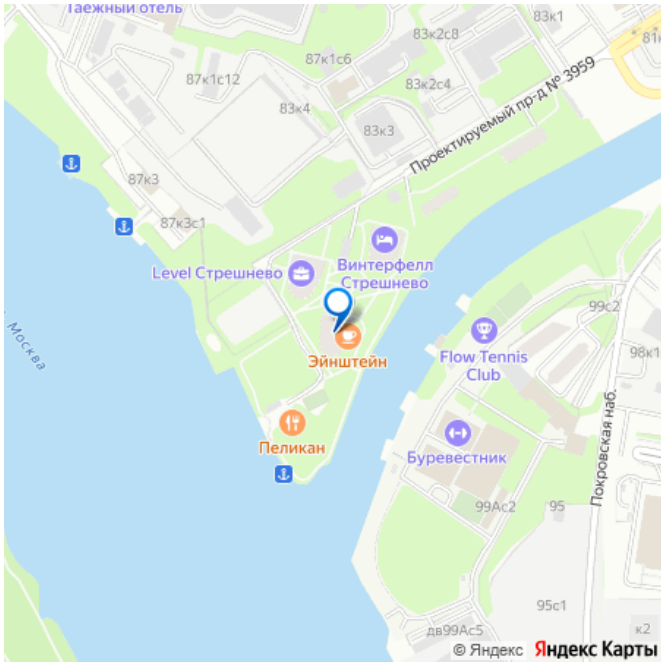 Таежный отель
83к1
87к1с6
83к2с8
81к
87к1с12
83к2с4
83к4
83к3
Проектируемый пр-д № 3959
87к3
87к3с1
Level Стрешнево
Винтерфелл
Стрешнево
99с2
Москва
Эйнштейн
Flow Tennis
Club
98к1
Пеликан
Буревестник
Покровская наб.
99Ас2
95
95с1
дв99Ас5
к2
© Яндекс Яндекс Карты